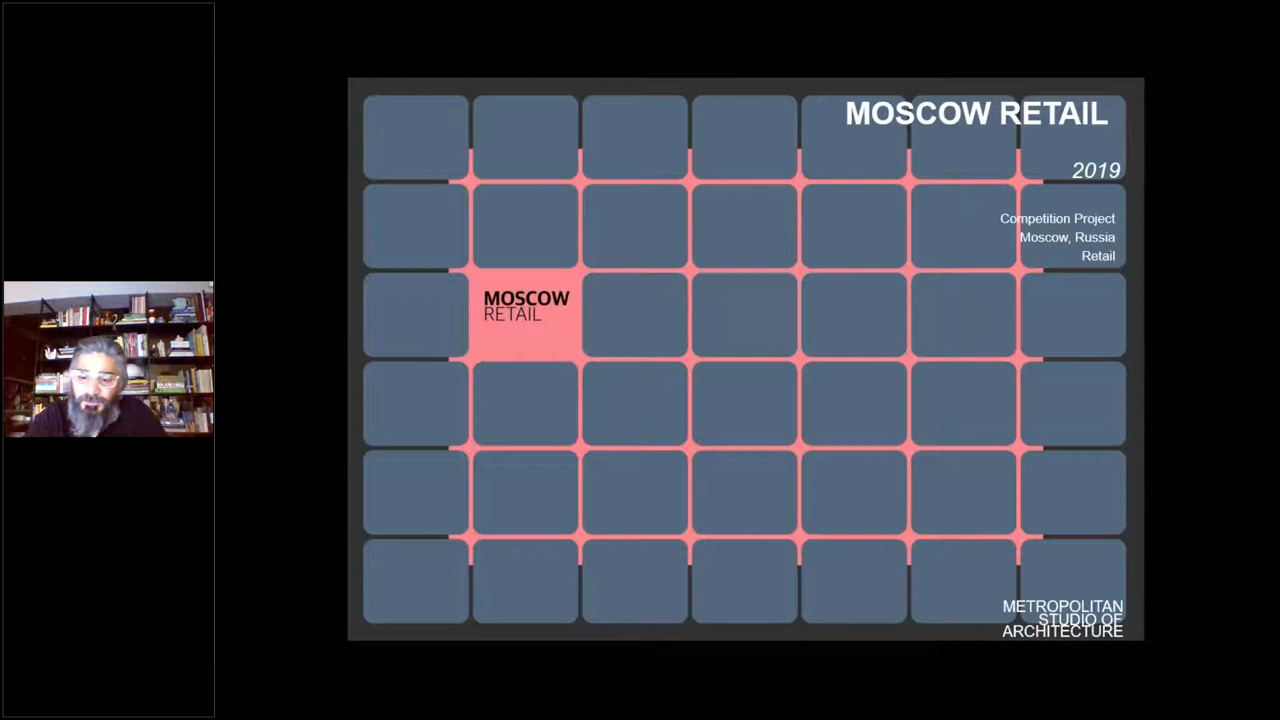 MOSCOW RETAIL
2019
Competition Project
Moscow, Russia
Retail
MOSCOW
RETAIL
METROPOLITAN
STUDIO OF
ARCHITECTURE